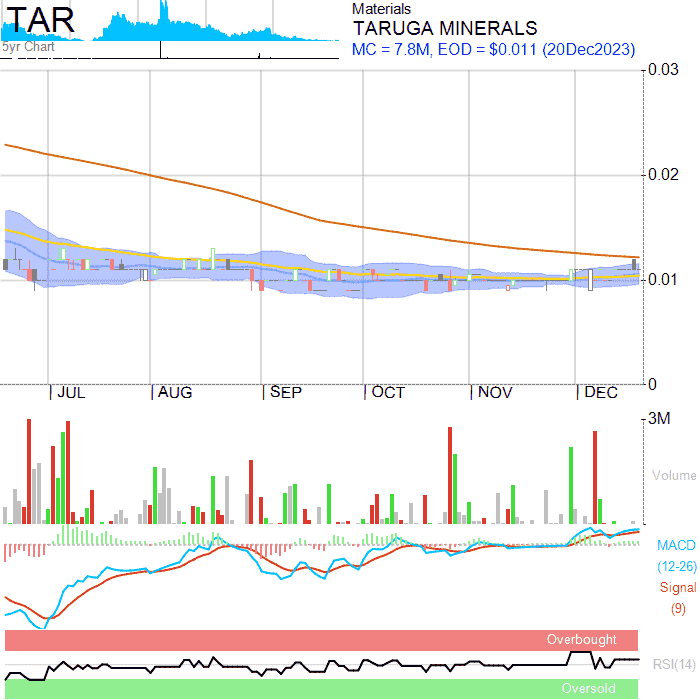 TAR
5yr Chart
Materials
TARUGA MINERALS
MC = 7.8M, EOD = $0.011 (20Dec2023)
0.03
0.02
0.01
0
JUL
AUG
SEP
OCT
NOV
DEC
3M
Volume
MACD
(12-26)
Signal
(9)
Overbought
RSI(14)
Oversold